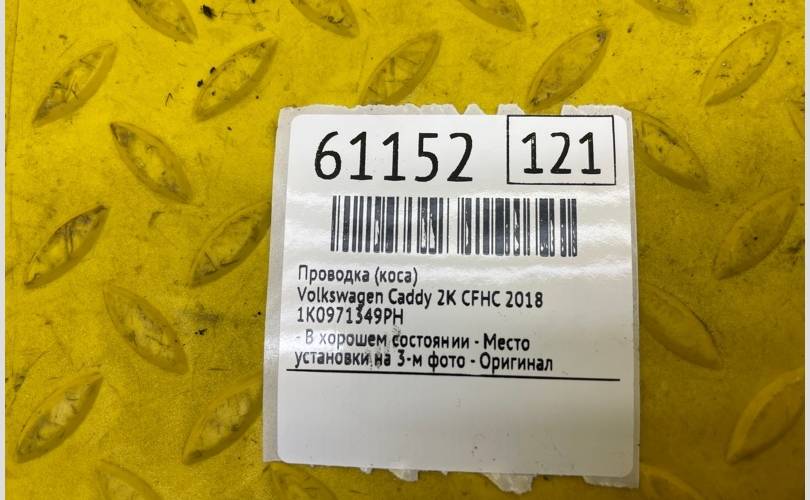 61152 121
Проводка (коса)
Volkswagen Caddy 2K CFHC 2018
1K0971349PH
- В хорошем состоянии - Место
установки на 3-м фото - Оригинал